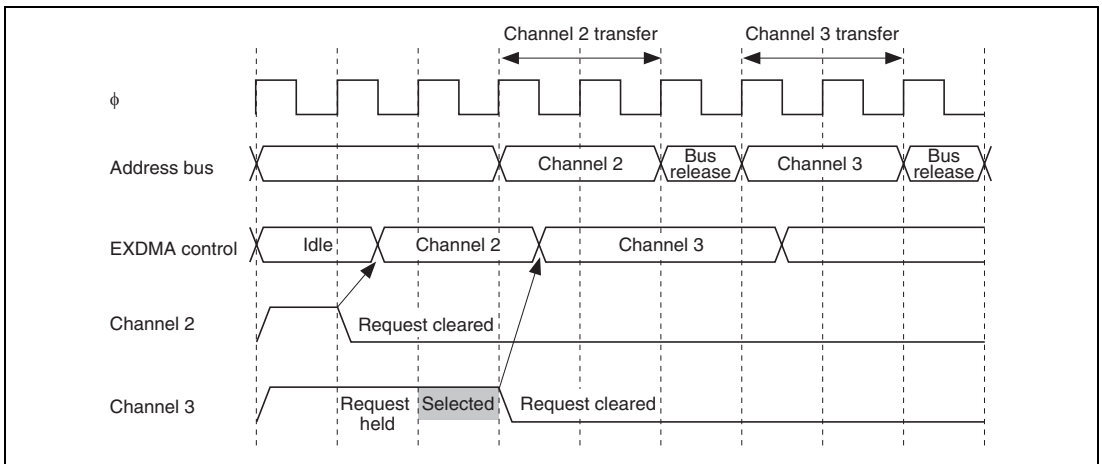 Channel 2 transfer
Channel 3 transfer
φ
Address bus
Channel 2
Bus
release
Channel 3
Bus
release
EXDMA control
Idle
Channel 2
Channel 3
Channel 2
Request cleared
Channel 3
Request
held
Selected
Request cleared